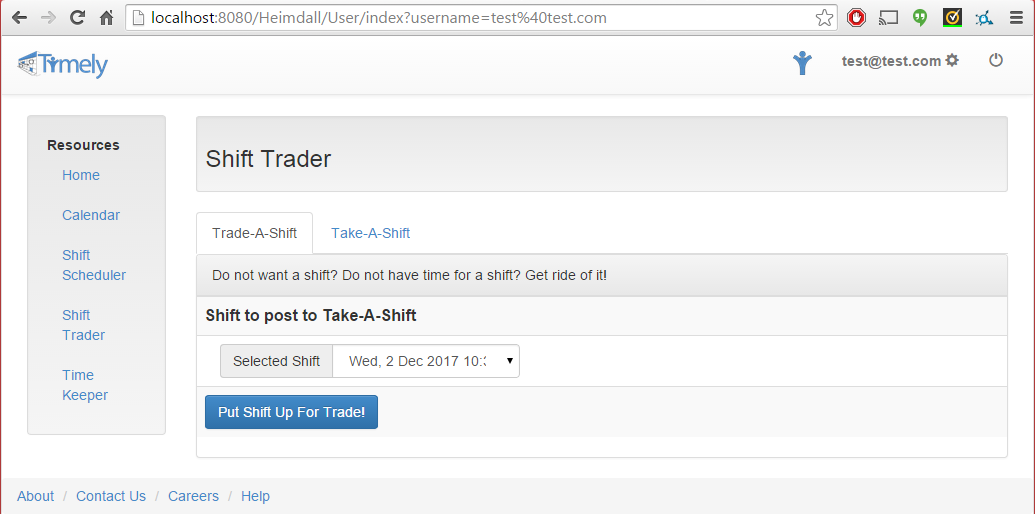 localhost:8080/Heimdall/User/index?username=test%40test.com
Tymely
test@test.com
Resources
Home
Calendar
Shift
Scheduler
Shift
Trader
Time
Keeper
Shift Trader
Trade-A-Shift Take-A-Shift
Do not want a shift? Do not have time for a shift? Get ride of it!
Shift to post to Take-A-Shift
Selected Shift Wed, 2 Dec 2017 10:
Put Shift Up For Trade!
About / Contact Us / Careers / Help